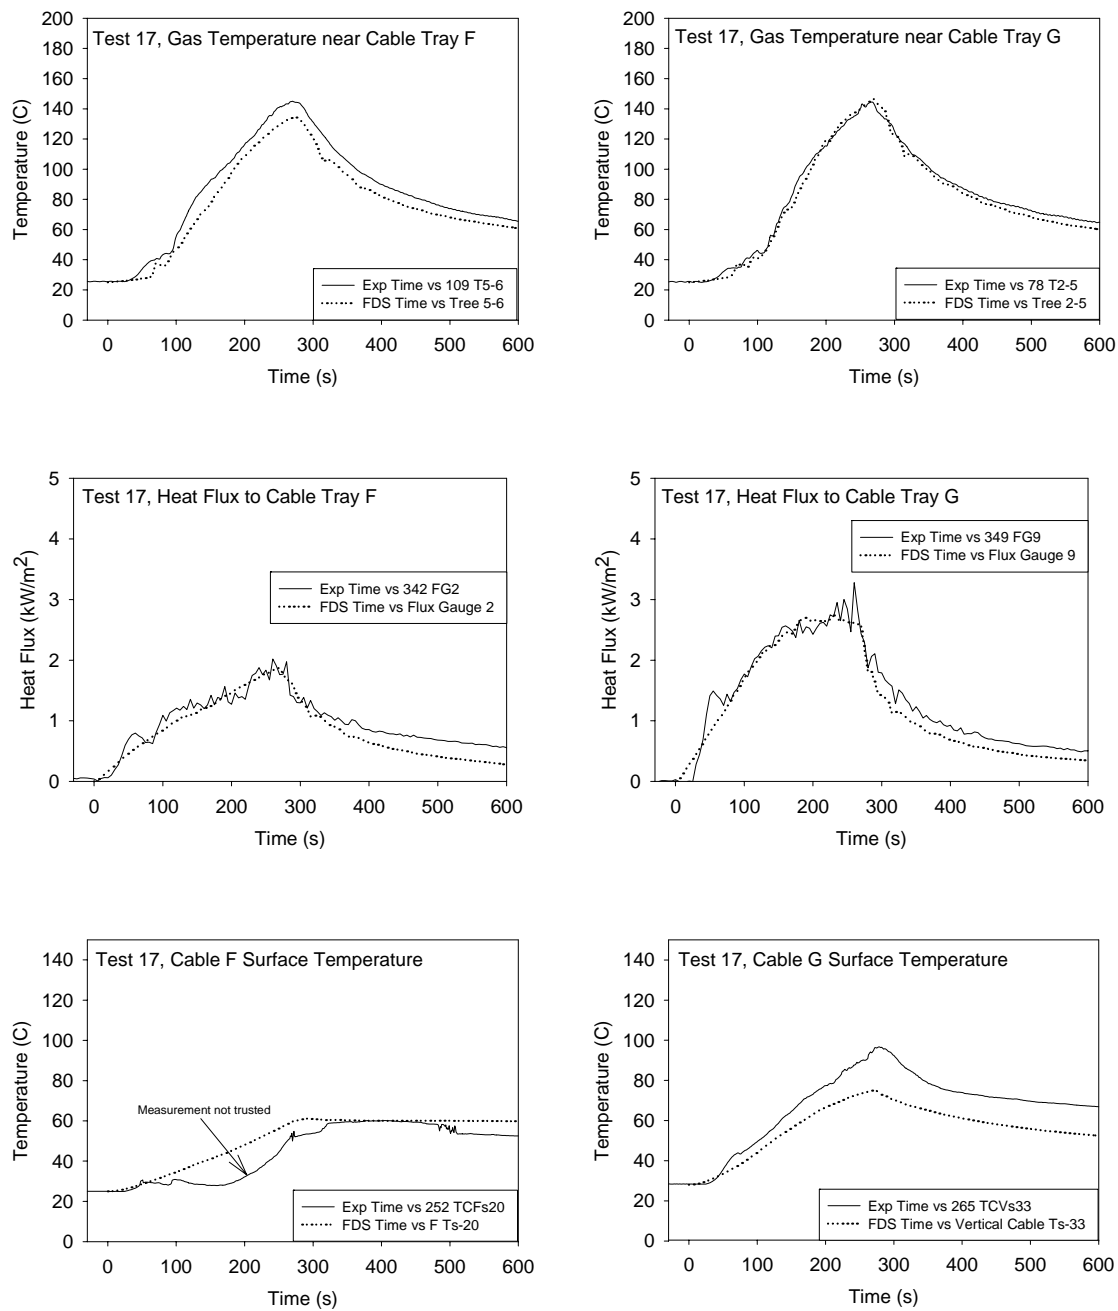 Test 17, Gas Temperature near Cable Tray F
Temperature (C)
200
180
160
140
120
100
80
60
40
20
0
Exp Time vs 109 T5-6
FDS Time vs Tree 5-6
0 100 200 300 400 500 600
Time (s)
Test 17, Gas Temperature near Cable Tray G
Temperature (C)
200
180
160
140
120
100
80
60
40
20
0
Exp Time vs 78 T2-5
FDS Time vs Tree 2-5
0 100 200 300 400 500 600
Time (s)
Test 17, Heat Flux to Cable Tray F
Heat Flux (kW/m²)
5
4
3
2
1
0
Exp Time vs 342 FG2
FDS Time vs Flux Gauge 2
0 100 200 300 400 500 600
Time (s)
Test 17, Heat Flux to Cable Tray G
Heat Flux (kW/m²)
5
4
3
2
1
0
Exp Time vs 349 FG9
FDS Time vs Flux Gauge 9
0 100 200 300 400 500 600
Time (s)
Test 17, Cable F Surface Temperature
Temperature (C)
140
120
100
80
60
40
20
0
Measurement not trusted
Exp Time vs 252 TCFs20
FDS Time vs F Ts-20
0 100 200 300 400 500 600
Time (s)
Test 17, Cable G Surface Temperature
Temperature (C)
140
120
100
80
60
40
20
0
Exp Time vs 265 TCVs33
FDS Time vs Vertical Cable Ts-33
0 100 200 300 400 500 600
Time (s)